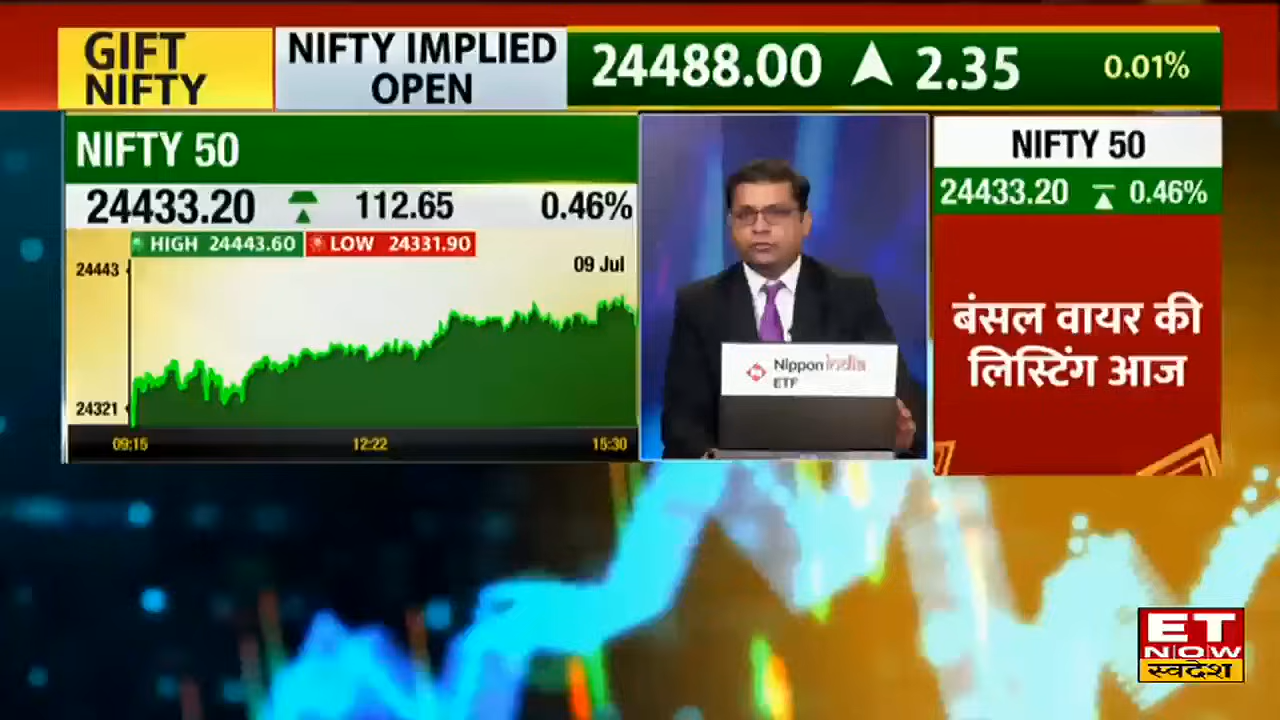 GIFT NIFTY
NIFTY IMPLIED OPEN
24488.00 2.35 0.01%
NIFTY 50
24433.20 112.65 0.46%
HIGH 24443.60 LOW 24331.90
09 Jul
24443
24321
09:15 12:22 15:30
Nippon india
ETF
NIFTY 50
24433.20 0.46%
बंसल वायर की
लिस्टिंग आज
ET
NOW
स्वदेश